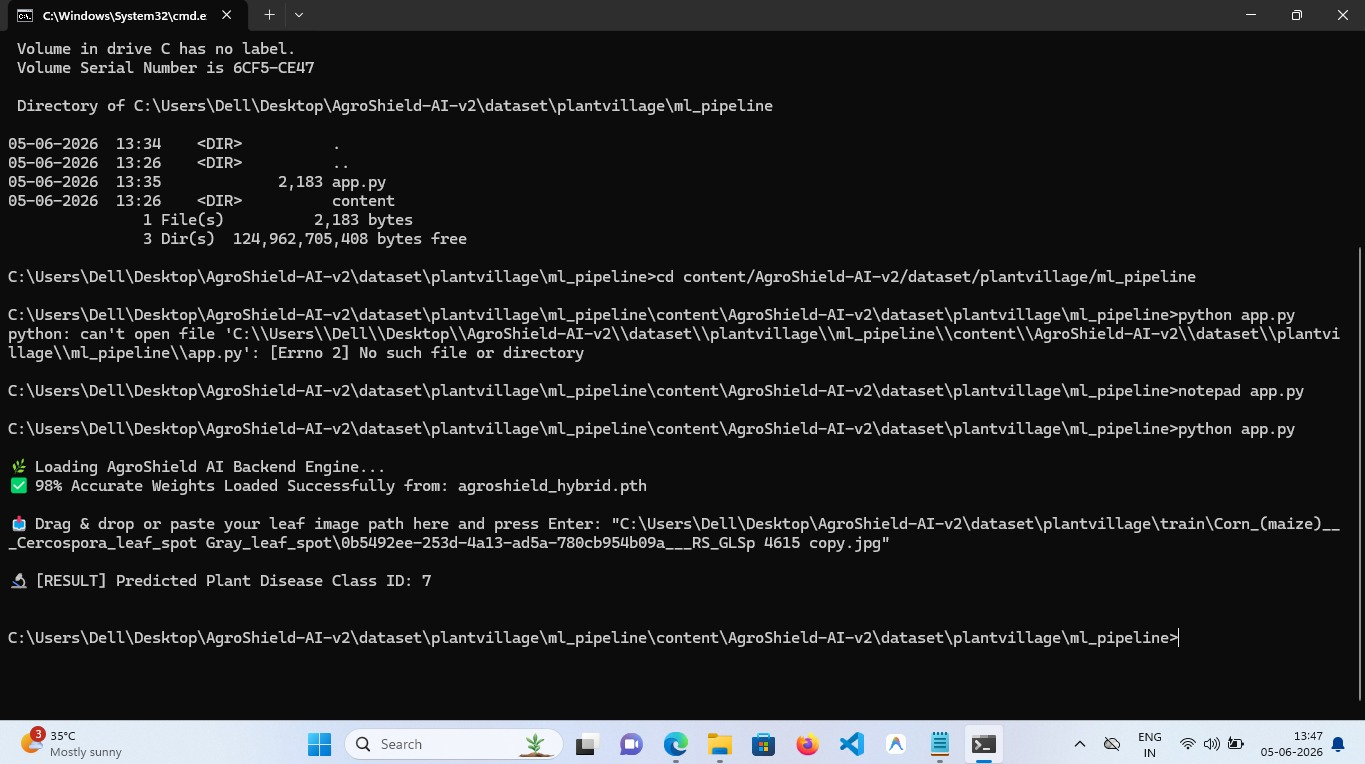 C:\Windows\System32\cmd.e
Volume in drive C has no label.
Volume Serial Number is 6CF5-CE47
Directory of C:\Users\Dell\Desktop\AgroShield-AI-v2\dataset\plantvillage\ml_pipeline
05-06-2026  13:34    <DIR>          .
05-06-2026  13:26    <DIR>          ..
05-06-2026  13:35             2,183 app.py
05-06-2026  13:26    <DIR>          content
1 File(s)          2,183 bytes
3 Dir(s)  124,962,705,408 bytes free
C:\Users\Dell\Desktop\AgroShield-AI-v2\dataset\plantvillage\ml_pipeline>cd content/AgroShield-AI-v2/dataset/plantvillage/ml_pipeline
C:\Users\Dell\Desktop\AgroShield-AI-v2\dataset\plantvillage\ml_pipeline\content\AgroShield-AI-v2\dataset\plantvillage\ml_pipeline>python app.py
python: can't open file 'C:\\Users\\Dell\\Desktop\\AgroShield-AI-v2\\dataset\\plantvillage\\ml_pipeline\\content\\AgroShield-AI-v2\\dataset\\plantvi
llage\\ml_pipeline\\app.py': [Errno 2] No such file or directory
C:\Users\Dell\Desktop\AgroShield-AI-v2\dataset\plantvillage\ml_pipeline\content\AgroShield-AI-v2\dataset\plantvillage\ml_pipeline>notepad app.py
C:\Users\Dell\Desktop\AgroShield-AI-v2\dataset\plantvillage\ml_pipeline\content\AgroShield-AI-v2\dataset\plantvillage\ml_pipeline>python app.py
🌿 Loading AgroShield AI Backend Engine...
✅ 98% Accurate Weights Loaded Successfully from: agroshield_hybrid.pth
📩 Drag & drop or paste your leaf image path here and press Enter: "C:\Users\Dell\Desktop\AgroShield-AI-v2\dataset\plantvillage\train\Corn_(maize)__
_Cercospora_leaf_spot Gray_leaf_spot\0b5492ee-253d-4a13-ad5a-780cb954b09a___RS_GLSp 4615 copy.jpg"
🔬 [RESULT] Predicted Plant Disease Class ID: 7
C:\Users\Dell\Desktop\AgroShield-AI-v2\dataset\plantvillage\ml_pipeline\content\AgroShield-AI-v2\dataset\plantvillage\ml_pipeline>
3
35°C
Mostly sunny
Search
ENG
IN
13:47
05-06-2026